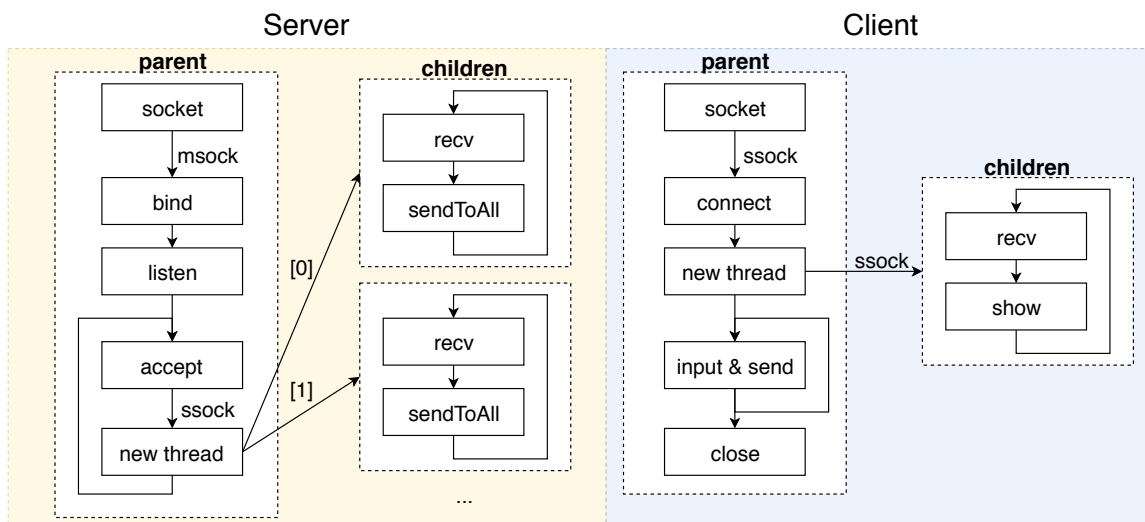 Server
parent
socket
msock
bind
listen
accept
ssock
new thread
[0]
[1]
children
recv
sendToAll
recv
sendToAll
...
Client
parent
socket
ssock
connect
new thread
ssock
input & send
close
children
recv
show